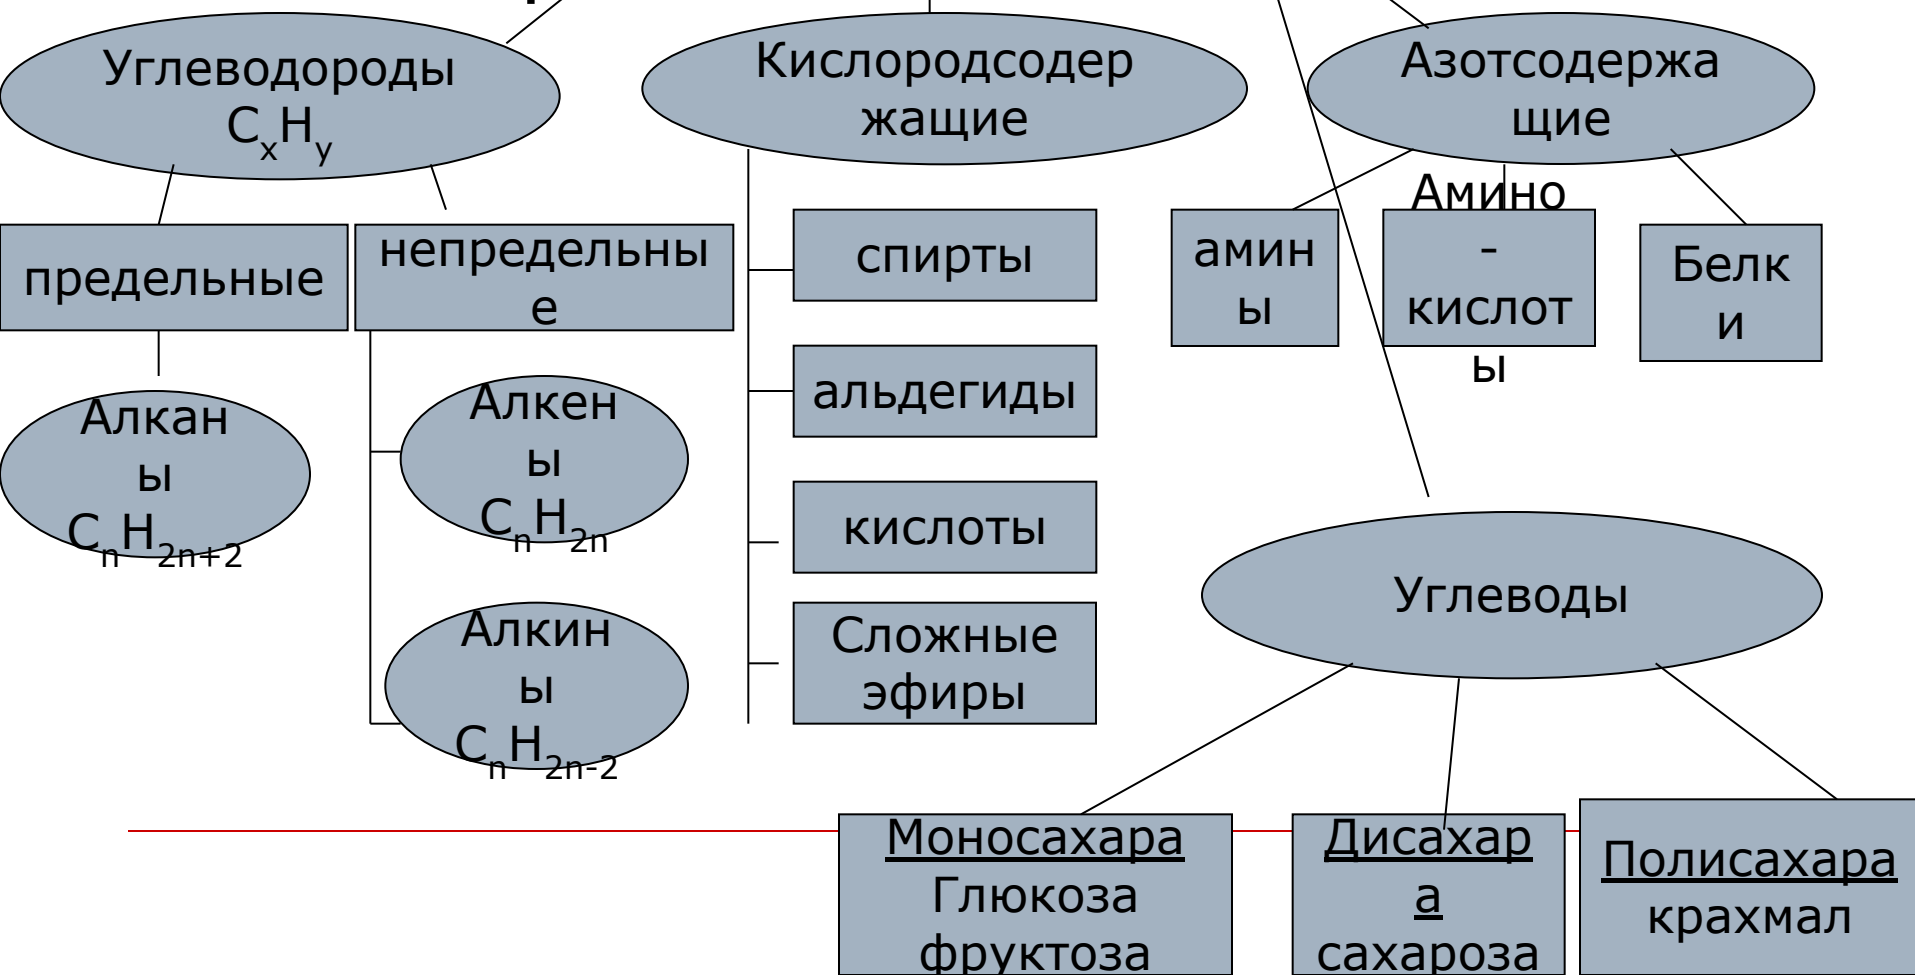 Углеводороды
CxHy
Кислородсодер
жащие
Азотсодержа
щие
предельные
непредельны
е
спирты
альдегиды
кислоты
Сложные
эфиры
амин
ы
Амино
-
кислот
ы
Белк
и
Алкан
ы
CnH2n+2
Алкен
ы
CnH2n
Алкин
ы
CnH2n-2
Углеводы
Моносахара
Глюкоза
фруктоза
Дисахар
а
сахароза
Полисахара
крахмал